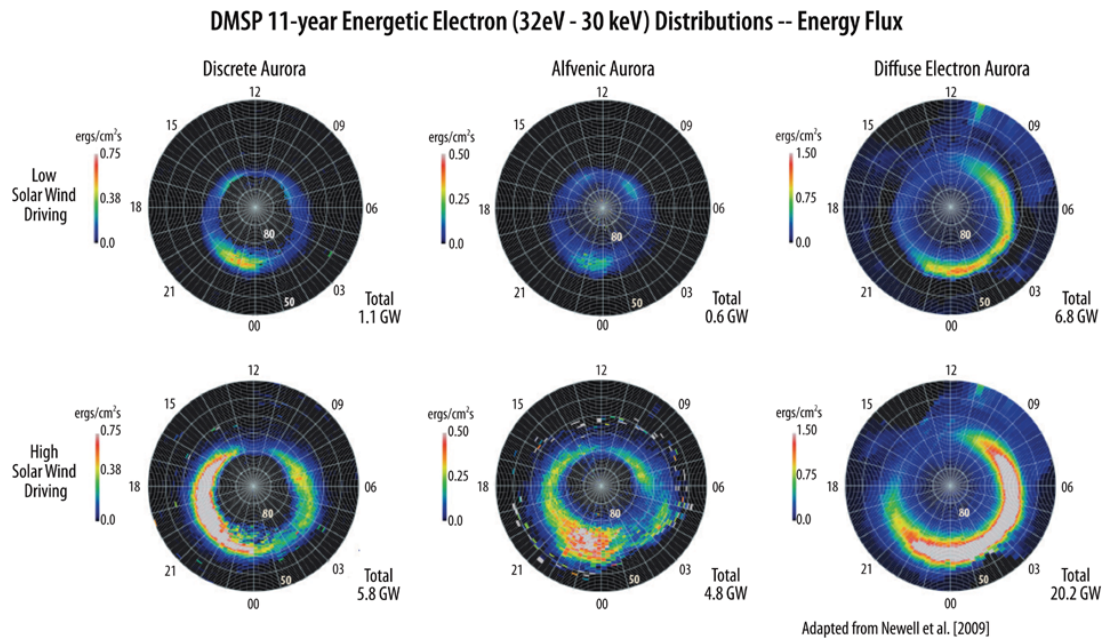 DMSP 11-year Energetic Electron (32eV - 30 keV) Distributions -- Energy Flux
Discrete Aurora
Alfvenic Aurora
Diffuse Electron Aurora
Low
Solar Wind
Driving
ergs/cm²s
0.75
0.38
0.0
12
15
09
18
06
80
21
50
03
00
Total
1.1 GW
ergs/cm²s
0.50
0.25
0.0
12
15
09
18
06
80
21
50
03
00
Total
0.6 GW
ergs/cm²s
1.50
0.75
0.0
12
15
09
18
06
80
21
50
03
00
Total
6.8 GW
High
Solar Wind
Driving
ergs/cm²s
0.75
0.38
0.0
12
15
09
18
06
80
21
50
03
00
Total
5.8 GW
ergs/cm²s
0.50
0.25
0.0
12
15
09
18
06
80
21
50
03
00
Total
4.8 GW
ergs/cm²s
1.50
0.75
0.0
12
15
09
18
06
80
21
50
03
00
Total
20.2 GW
Adapted from Newell et al. [2009]